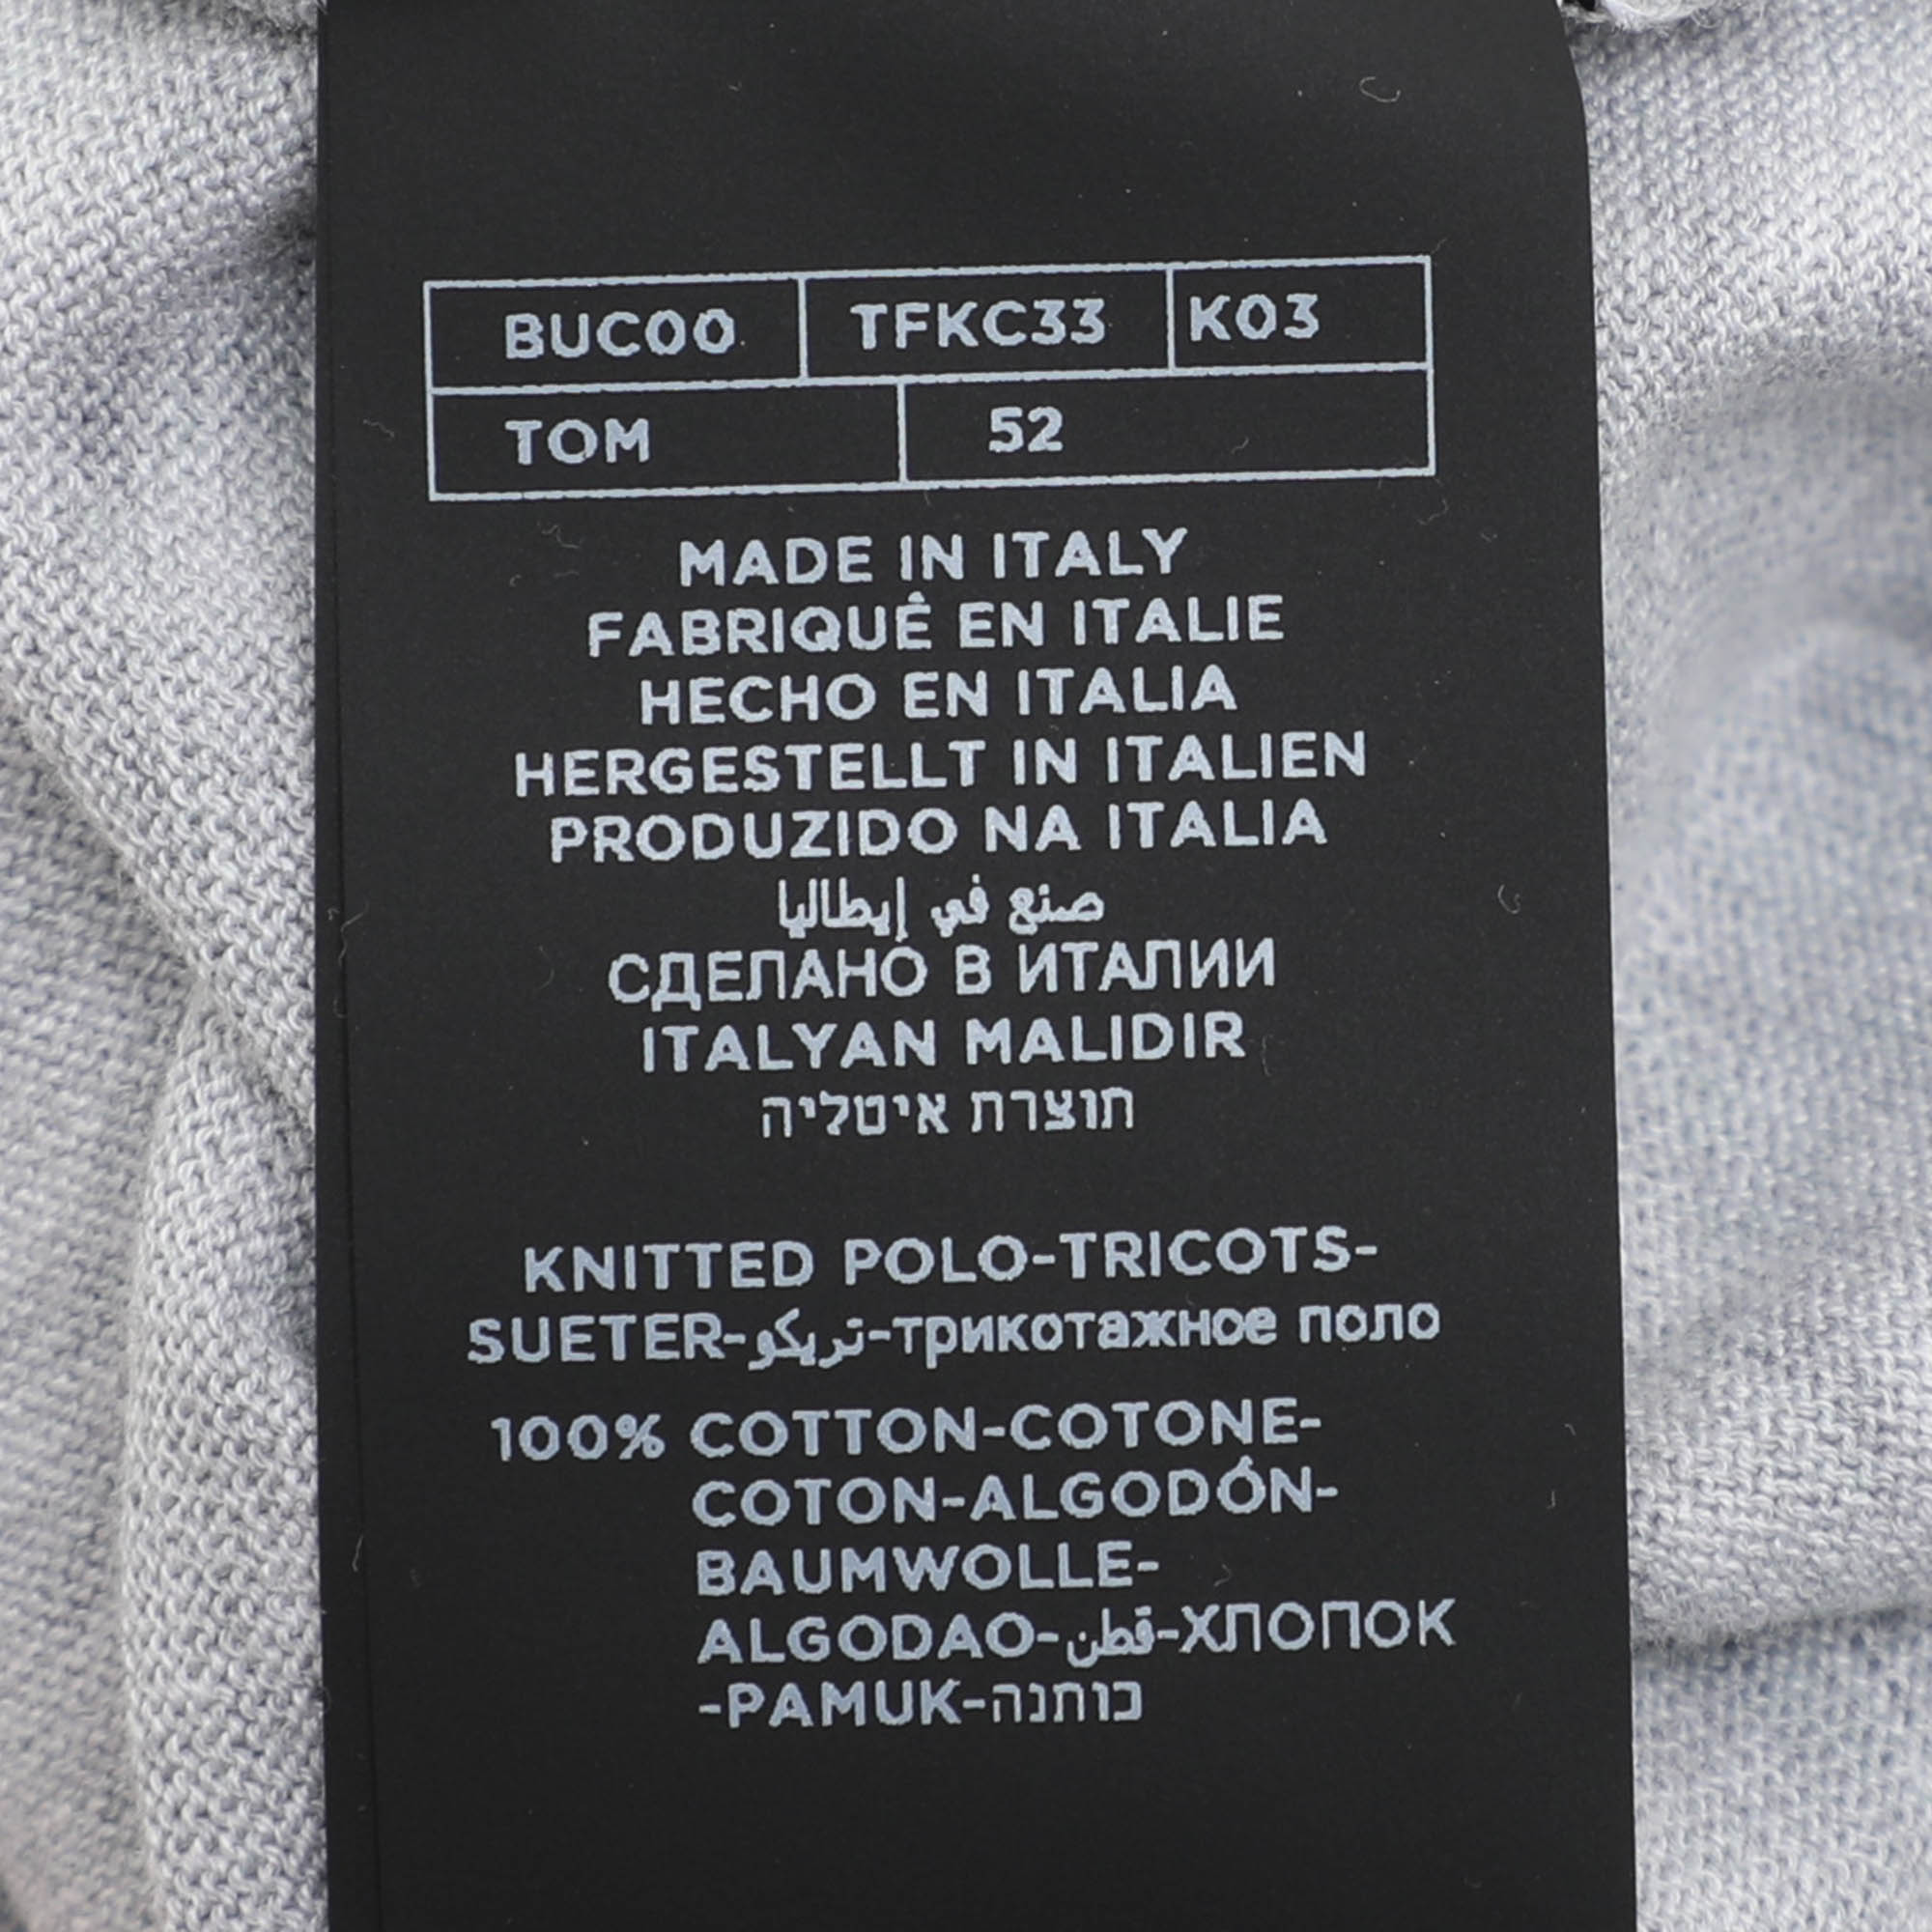 BUC00 TFKC33 K03
TOM 52
MADE IN ITALY
FABRIQUÊ EN ITALIE
HECHO EN ITALIA
HERGESTELLT IN ITALIEN
PRODUZIDO NA ITALIA
صنع في إيطاليا
СДЕЛАНО В ИТАЛИИ
ITALYAN MALIDIR
תוצרת איטליה
KNITTED POLO-TRICOTS-
SUETER-تريكو-трикотажное поло
100% COTTON-COTONE-
COTON-ALGODÓN-
BAUMWOLLE-
ALGODAO-قطن-ХЛОПОК
-PAMUK-כותנה